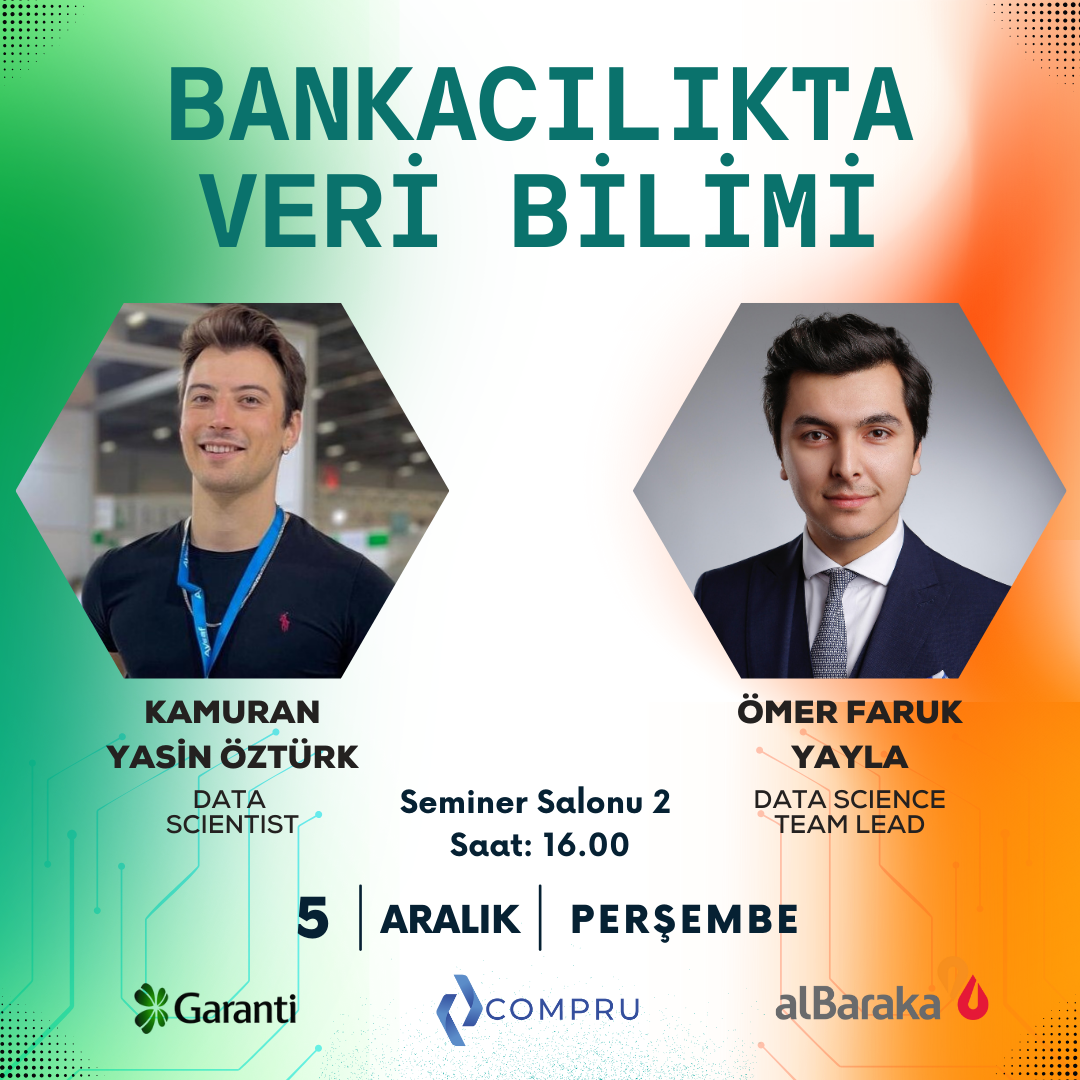 BANKACILIKTA
VERİ BİLİMİ
KAMURAN
YASİN ÖZTÜRK
DATA
SCIENTIST
ÖMER FARUK
YAYLA
DATA SCIENCE
TEAM LEAD
Seminer Salonu 2
Saat: 16.00
5 | ARALIK | PERŞEMBE
Garanti
COMPRU
alBaraka